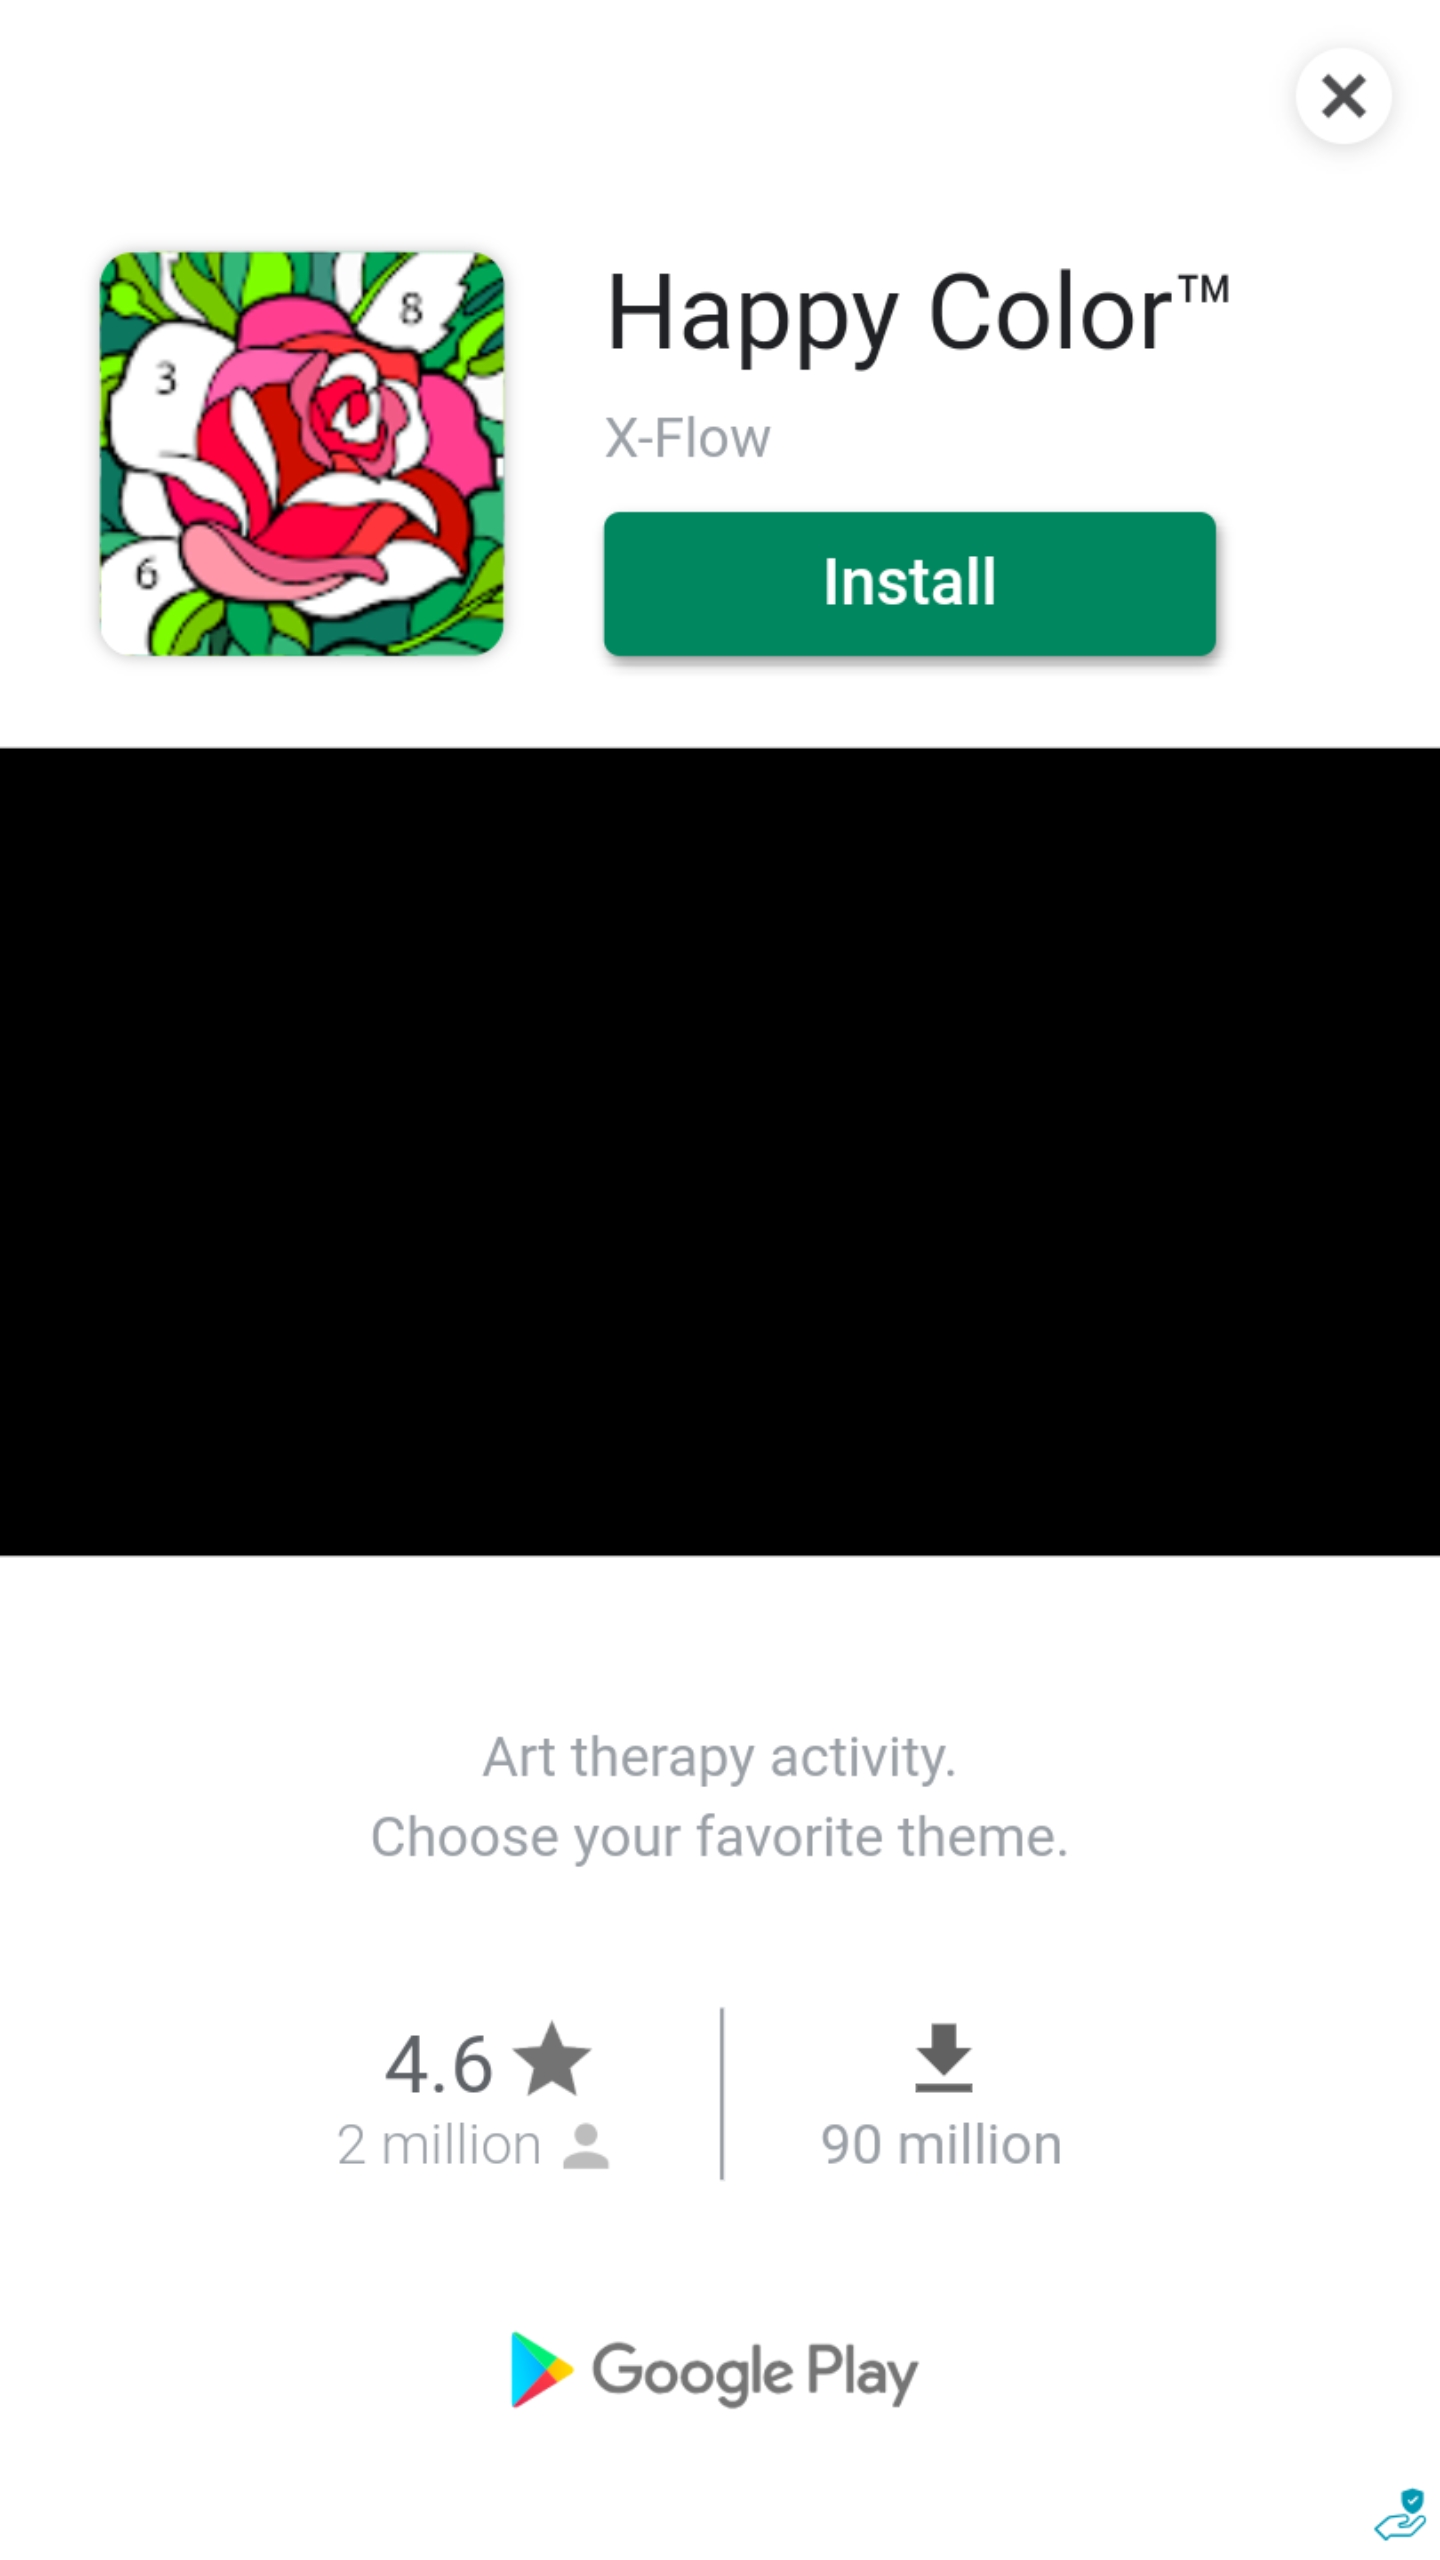 Happy Color™
X-Flow
Install
8
3
6
Art therapy activity.
Choose your favorite theme.
4.6
2 million
90 million
Google Play